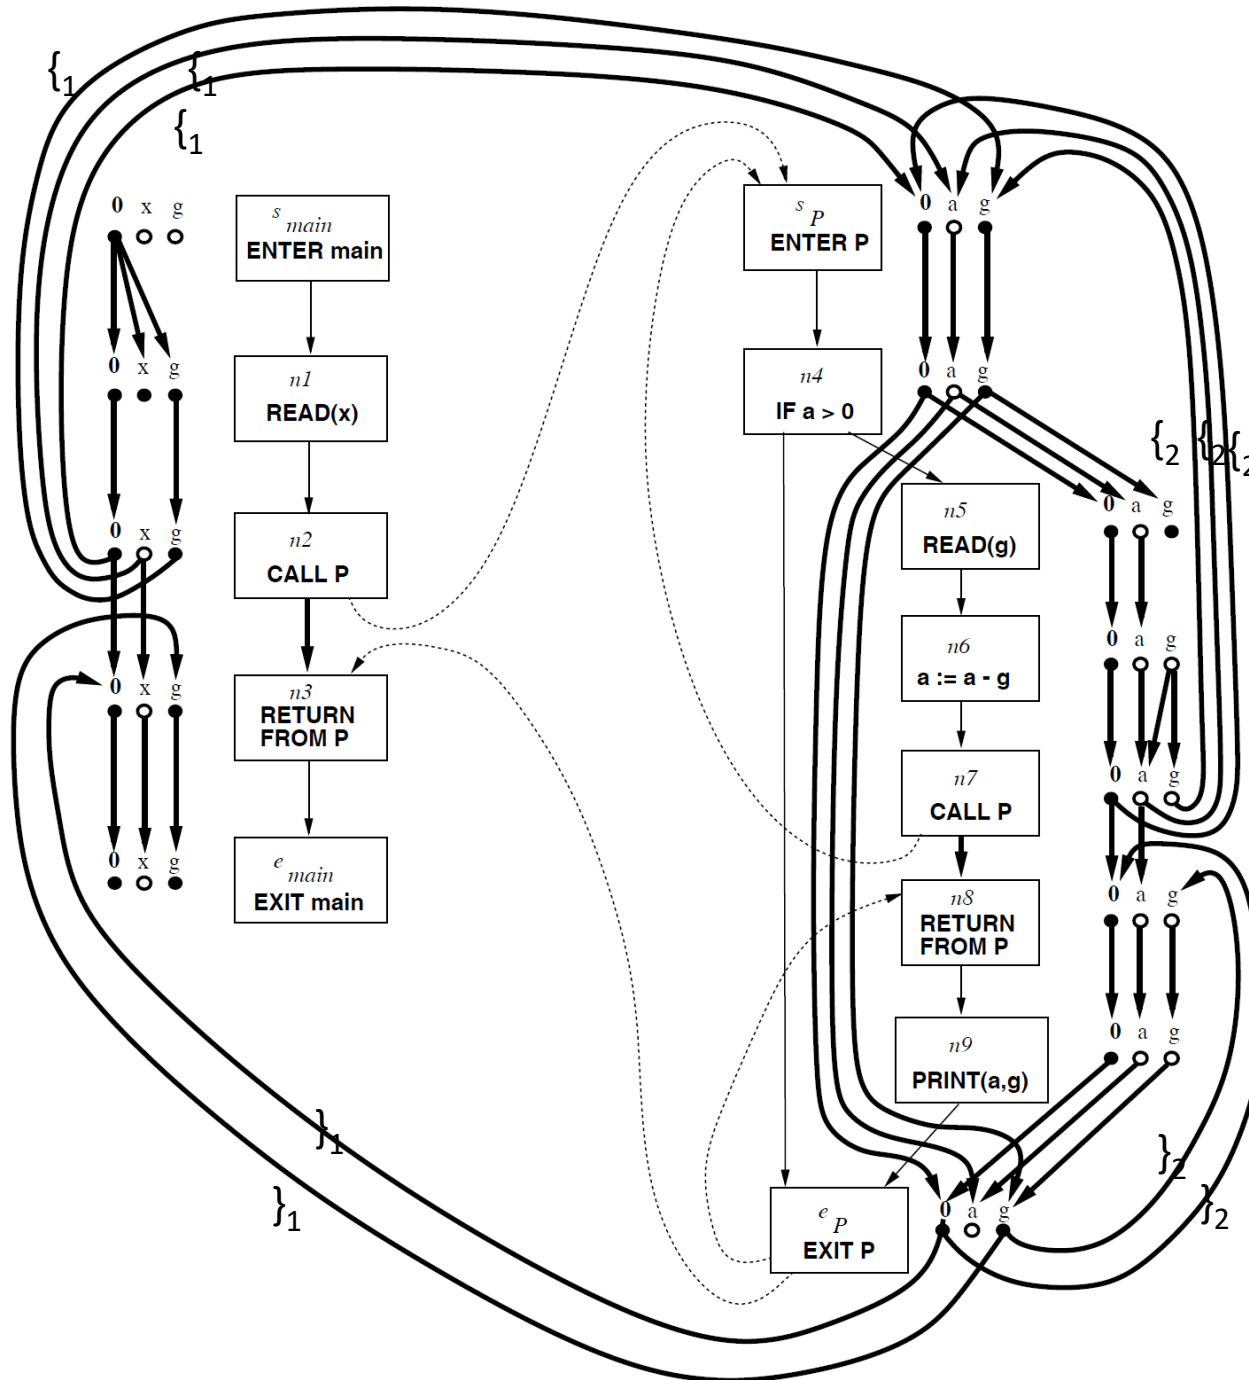 {1
{1
{1
0 x g
s main
ENTER main
0 x g
n1
READ(x)
0 x g
n2
CALL P
0 x g
n3
RETURN
FROM P
0 x g
e main
EXIT main
s P
ENTER P
0 a g
n4
IF a > 0
0 a g
{2
{2
{2
n5
READ(g)
0 a g
n6
a := a - g
0 a g
n7
CALL P
0 a g
n8
RETURN
FROM P
0 a g
n9
PRINT(a,g)
0 a g
e P
EXIT P
0 a g
}1
}1
}2
}2